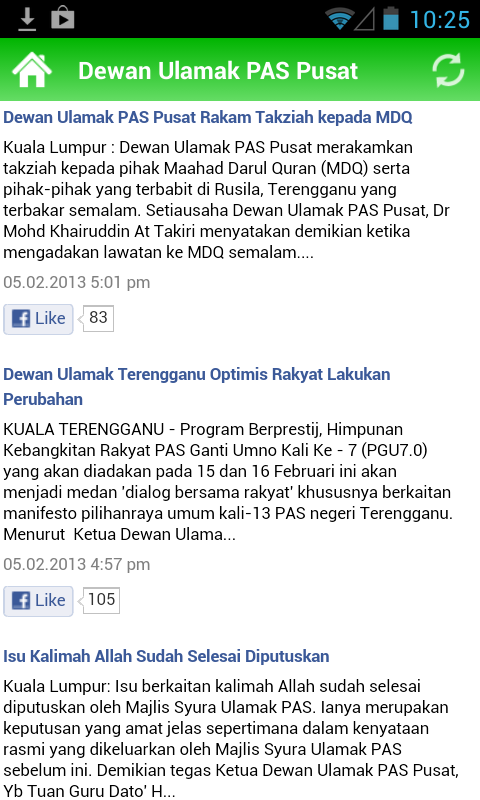 10:25
Dewan Ulamak PAS Pusat
Dewan Ulamak PAS Pusat Rakam Takziah kepada MDQ
Kuala Lumpur : Dewan Ulamak PAS Pusat merakamkan
takziah kepada pihak Maahad Darul Quran (MDQ) serta
pihak-pihak yang terbabit di Rusila, Terengganu yang
terbakar semalam. Setiausaha Dewan Ulamak PAS Pusat, Dr
Mohd Khairuddin At Takiri menyatakan demikian ketika
mengadakan lawatan ke MDQ semalam....
05.02.2013 5:01 pm
Like 83
Dewan Ulamak Terengganu Optimis Rakyat Lakukan
Perubahan
KUALA TERENGGANU - Program Berprestij, Himpunan
Kebangkitan Rakyat PAS Ganti Umno Kali Ke - 7 (PGU7.0)
yang akan diadakan pada 15 dan 16 Februari ini akan
menjadi medan 'dialog bersama rakyat' khususnya berkaitan
manifesto pilihanraya umum kali-13 PAS negeri Terengganu.
Menurut  Ketua Dewan Ulama...
05.02.2013 4:57 pm
Like 105
Isu Kalimah Allah Sudah Selesai Diputuskan
Kuala Lumpur: Isu berkaitan kalimah Allah sudah selesai
diputuskan oleh Majlis Syura Ulamak PAS. Ianya merupakan
keputusan yang amat jelas sepertimana dalam kenyataan
rasmi yang dikeluarkan oleh Majlis Syura Ulamak PAS
sebelum ini. Demikian tegas Ketua Dewan Ulamak PAS Pusat,
Yb Tuan Guru Dato' H...